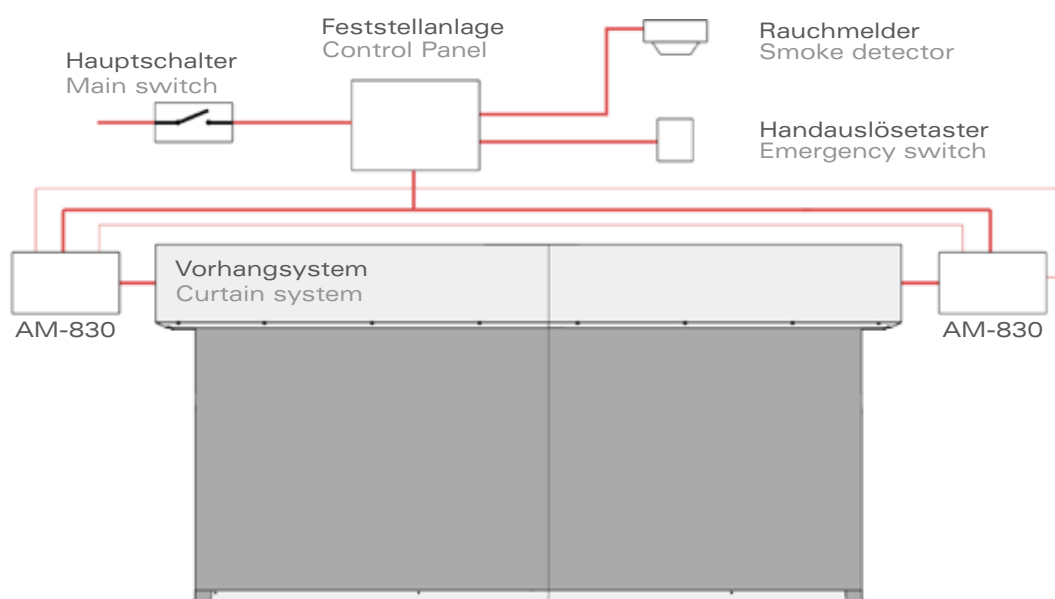 Feststellanlage
Control Panel
Rauchmelder
Smoke detector
Hauptschalter
Main switch
Handauslösetaster
Emergency switch
Vorhangsystem
Curtain system
AM-830
AM-830